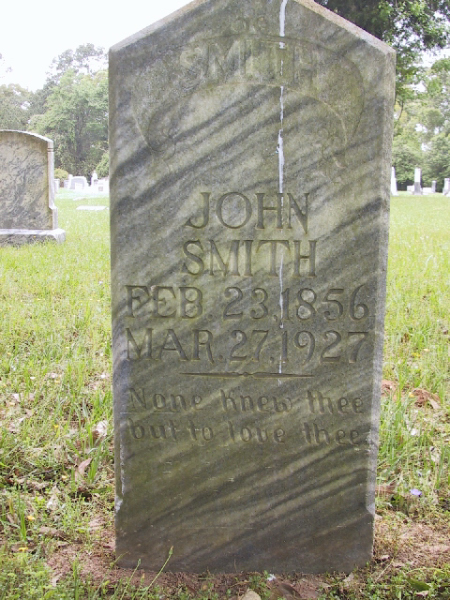 SMITH
JOHN
SMITH
FEB. 23, 1856
MAR. 27, 1927
None knew thee
but to love thee